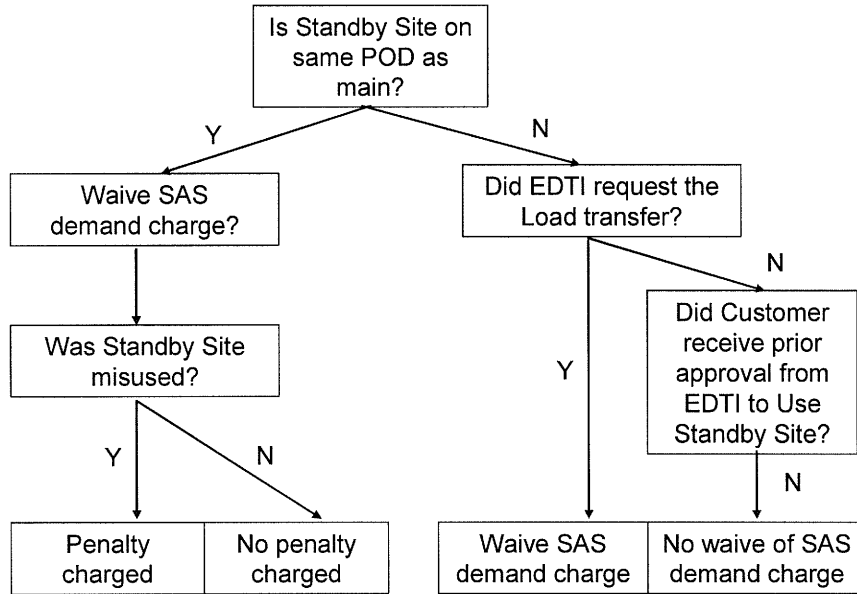 Is Standby Site on
same POD as
main?
Y
N
Waive SAS
demand charge?
Did EDTI request the
Load transfer?
N
Was Standby Site
misused?
Did Customer
receive prior
approval from
EDTI to Use
Standby Site?
Y
Y
N
N
Penalty
charged
No penalty
charged
Waive SAS
demand charge
No waive of SAS
demand charge